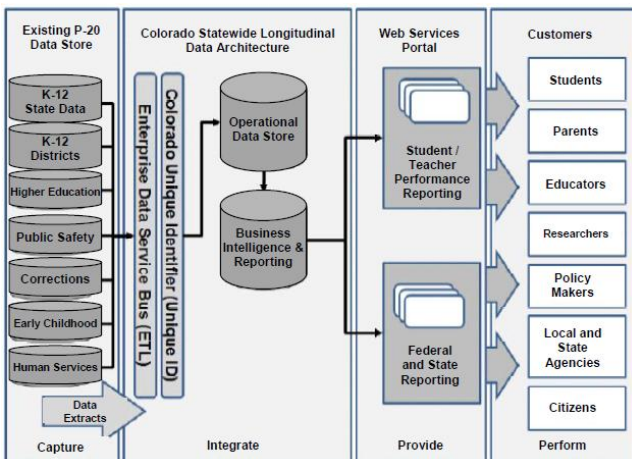 Existing P-20
Data Store
K-12
State Data
K-12
Districts
Higher Education
Public Safety
Corrections
Early Childhood
Human Services
Data
Extracts
Capture
Colorado Statewide Longitudinal
Data Architecture
Enterprise Data Service Bus (ETL)
Colorado Unique Identifier (Unique ID)
Operational
Data Store
Business
Intelligence &
Reporting
Integrate
Web Services
Portal
Student /
Teacher
Performance
Reporting
Federal
and State
Reporting
Provide
Customers
Students
Parents
Educators
Researchers
Policy
Makers
Local and
State
Agencies
Citizens
Perform